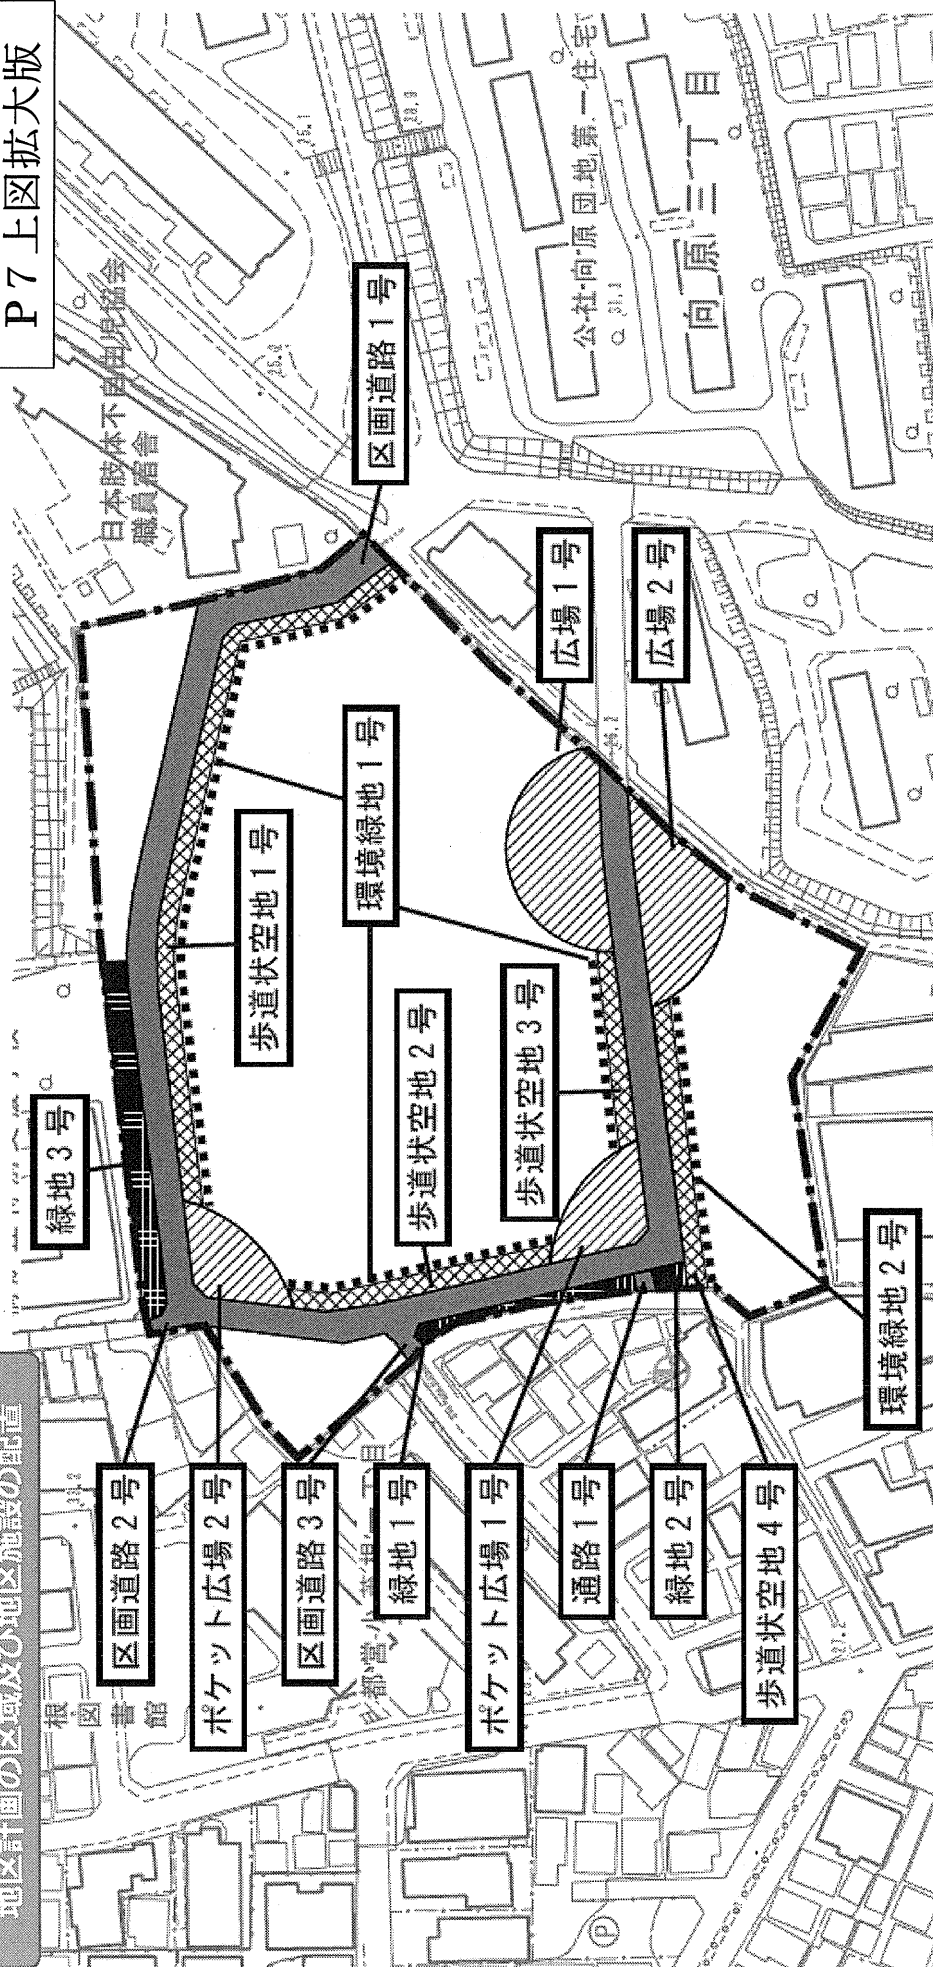 P7上図拡大版
地区計画の区域及び地区施設の配置
日本肢体不自由児協会
職員宿舎
区画道路1号
公社・向原団地第一住宅
向原三丁目
広場1号
広場2号
環境緑地1号
歩道状空地1号
歩道状空地2号
歩道状空地3号
緑地3号
環境緑地2号
区画道路2号
ポケット広場2号
区画道路3号
緑地1号
ポケット広場1号
通路1号
緑地2号
歩道状空地4号
根
図
書
館
P